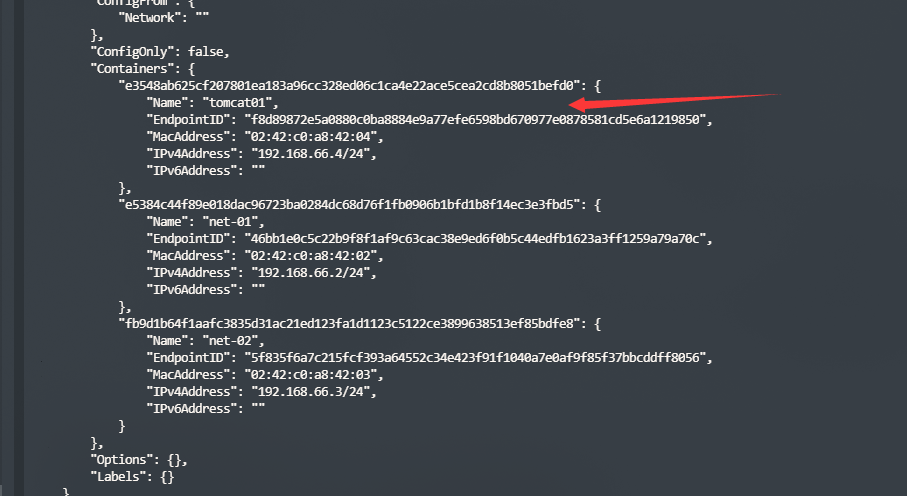 "ConfigFrom": {
"Network": ""
},
"ConfigOnly": false,
"Containers": {
"e3548ab625cf207801ea183a96cc328ed06c1ca4e22ace5cea2cd8b8051befd0": {
"Name": "tomcat01",
"EndpointID": "f8d89872e5a0880c0ba8884e9a77efe6598bd670977e0878581cd5e6a1219850",
"MacAddress": "02:42:c0:a8:42:04",
"IPv4Address": "192.168.66.4/24",
"IPv6Address": ""
},
"e5384c44f89e018dac96723ba0284dc68d76f1fb0906b1bfd1b8f14ec3e3fbd5": {
"Name": "net-01",
"EndpointID": "46bb1e0c5c22b9f8f1af9c63cac38e9ed6f0b5c44edfb1623a3ff1259a79a70c",
"MacAddress": "02:42:c0:a8:42:02",
"IPv4Address": "192.168.66.2/24",
"IPv6Address": ""
},
"fb9d1b64f1aafc3835d31ac21ed123fa1d1123c5122ce3899638513ef85bdfe8": {
"Name": "net-02",
"EndpointID": "5f835f6a7c215fcf393a64552c34e423f91f1040a7e0af9f85f37bbcddff8056",
"MacAddress": "02:42:c0:a8:42:03",
"IPv4Address": "192.168.66.3/24",
"IPv6Address": ""
}
},
"Options": {},
"Labels": {}
}